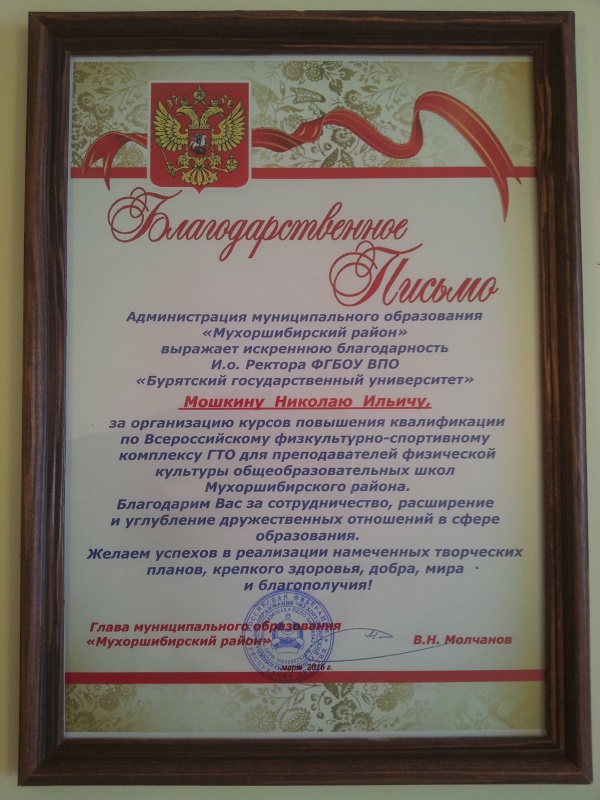 Благодарственное
Письмо
Администрация муниципального образования
«Мухоршибирский район»
выражает искреннюю благодарность
И.о. Ректора ФГБОУ ВПО
«Бурятский государственный университет»
Мошкину Николаю Ильичу,
за организацию курсов повышения квалификации
по Всероссийскому физкультурно-спортивному
комплексу ГТО для преподавателей физической
культуры общеобразовательных школ
Мухоршибирского района.
Благодарим Вас за сотрудничество, расширение
и углубление дружественных отношений в сфере
образования.
Желаем успехов в реализации намеченных творческих
планов, крепкого здоровья, добра, мира
и благополучия!
Глава муниципального образования
«Мухоршибирский район»
В.Н. Молчанов
март 2016 г.